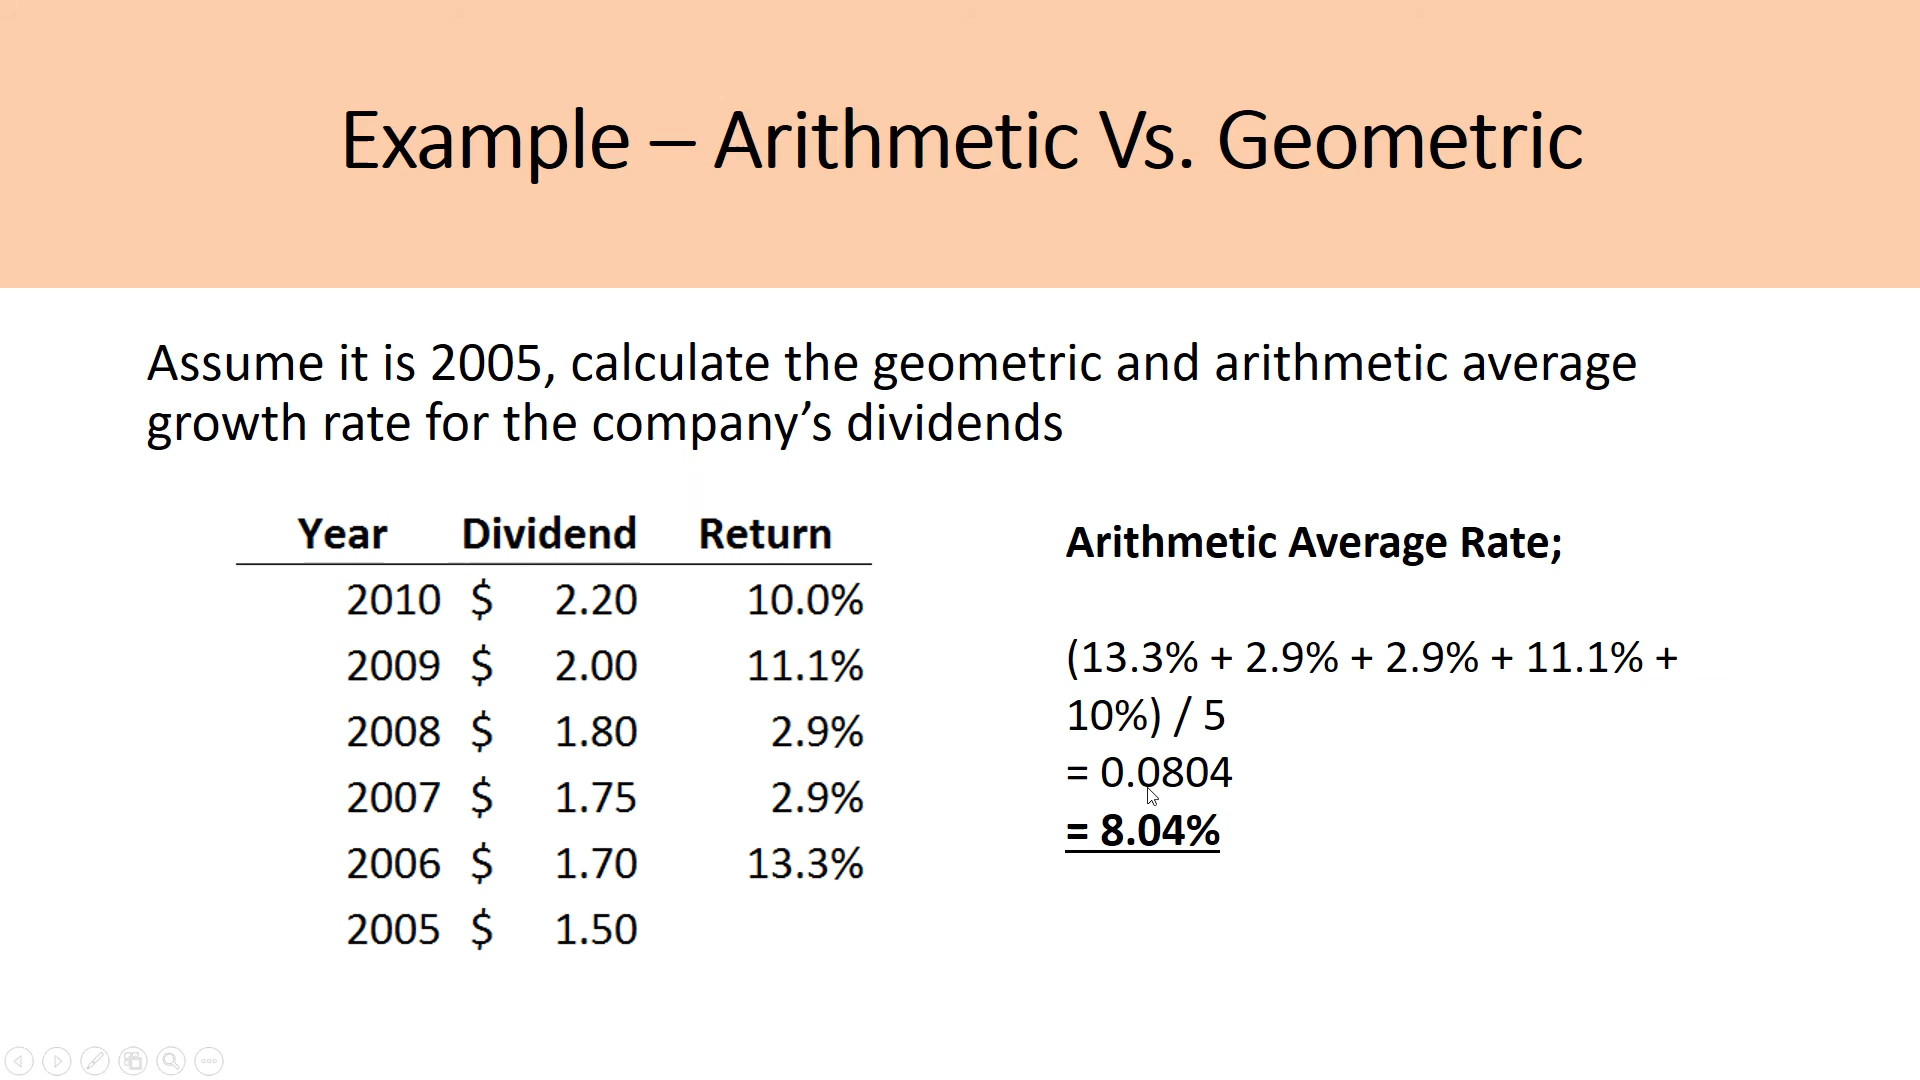 Example – Arithmetic Vs. Geometric
Assume it is 2005, calculate the geometric and arithmetic average
growth rate for the company’s dividends
Year Dividend Return
2010 $ 2.20 10.0%
2009 $ 2.00 11.1%
2008 $ 1.80 2.9%
2007 $ 1.75 2.9%
2006 $ 1.70 13.3%
2005 $ 1.50
Arithmetic Average Rate;
(13.3% + 2.9% + 2.9% + 11.1% +
10%) / 5
= 0.0804
= 8.04%